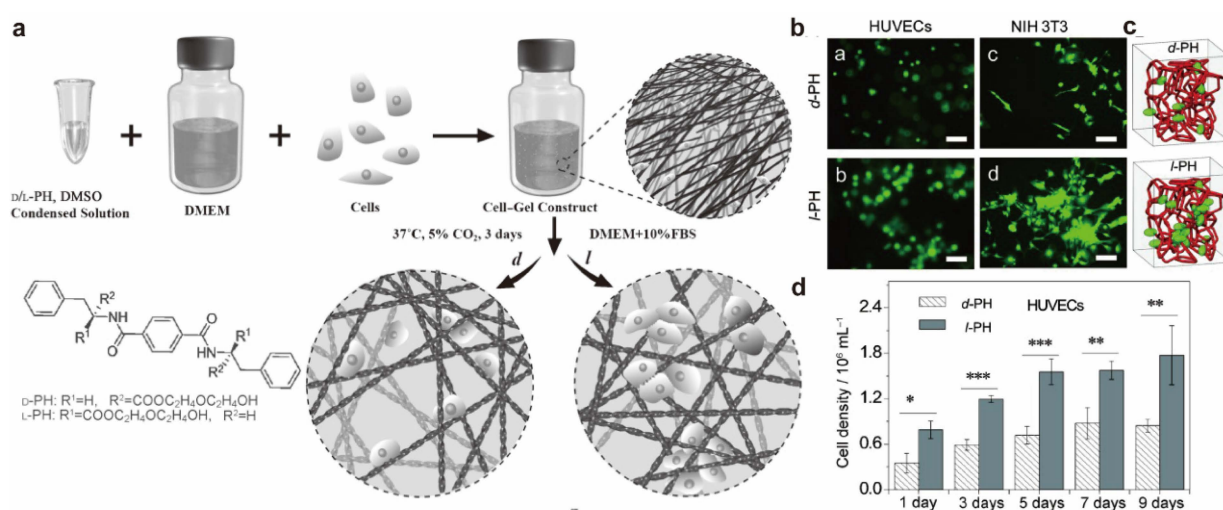 a
D/L-PH, DMSO
Condensed Solution
DMEM
Cells
Cell–Gel Construct
37°C, 5% CO₂, 3 days
DMEM+10%FBS
d
l
R²
NH
R¹
O
O
HN
R¹
R²
D-PH: R¹=H, R²=COOC₂H₄OC₂H₄OH
L-PH: R¹=COOC₂H₄OC₂H₄OH, R²=H
b
HUVECs
NIH 3T3
d-PH
l-PH
a
c
b
d
c
d-PH
l-PH
d
Cell density / 10⁶ mL⁻¹
2.4
1.8
1.2
0.6
0.0
d-PH
l-PH
HUVECs
*
***
***
**
**
1 day
3 days
5 days
7 days
9 days